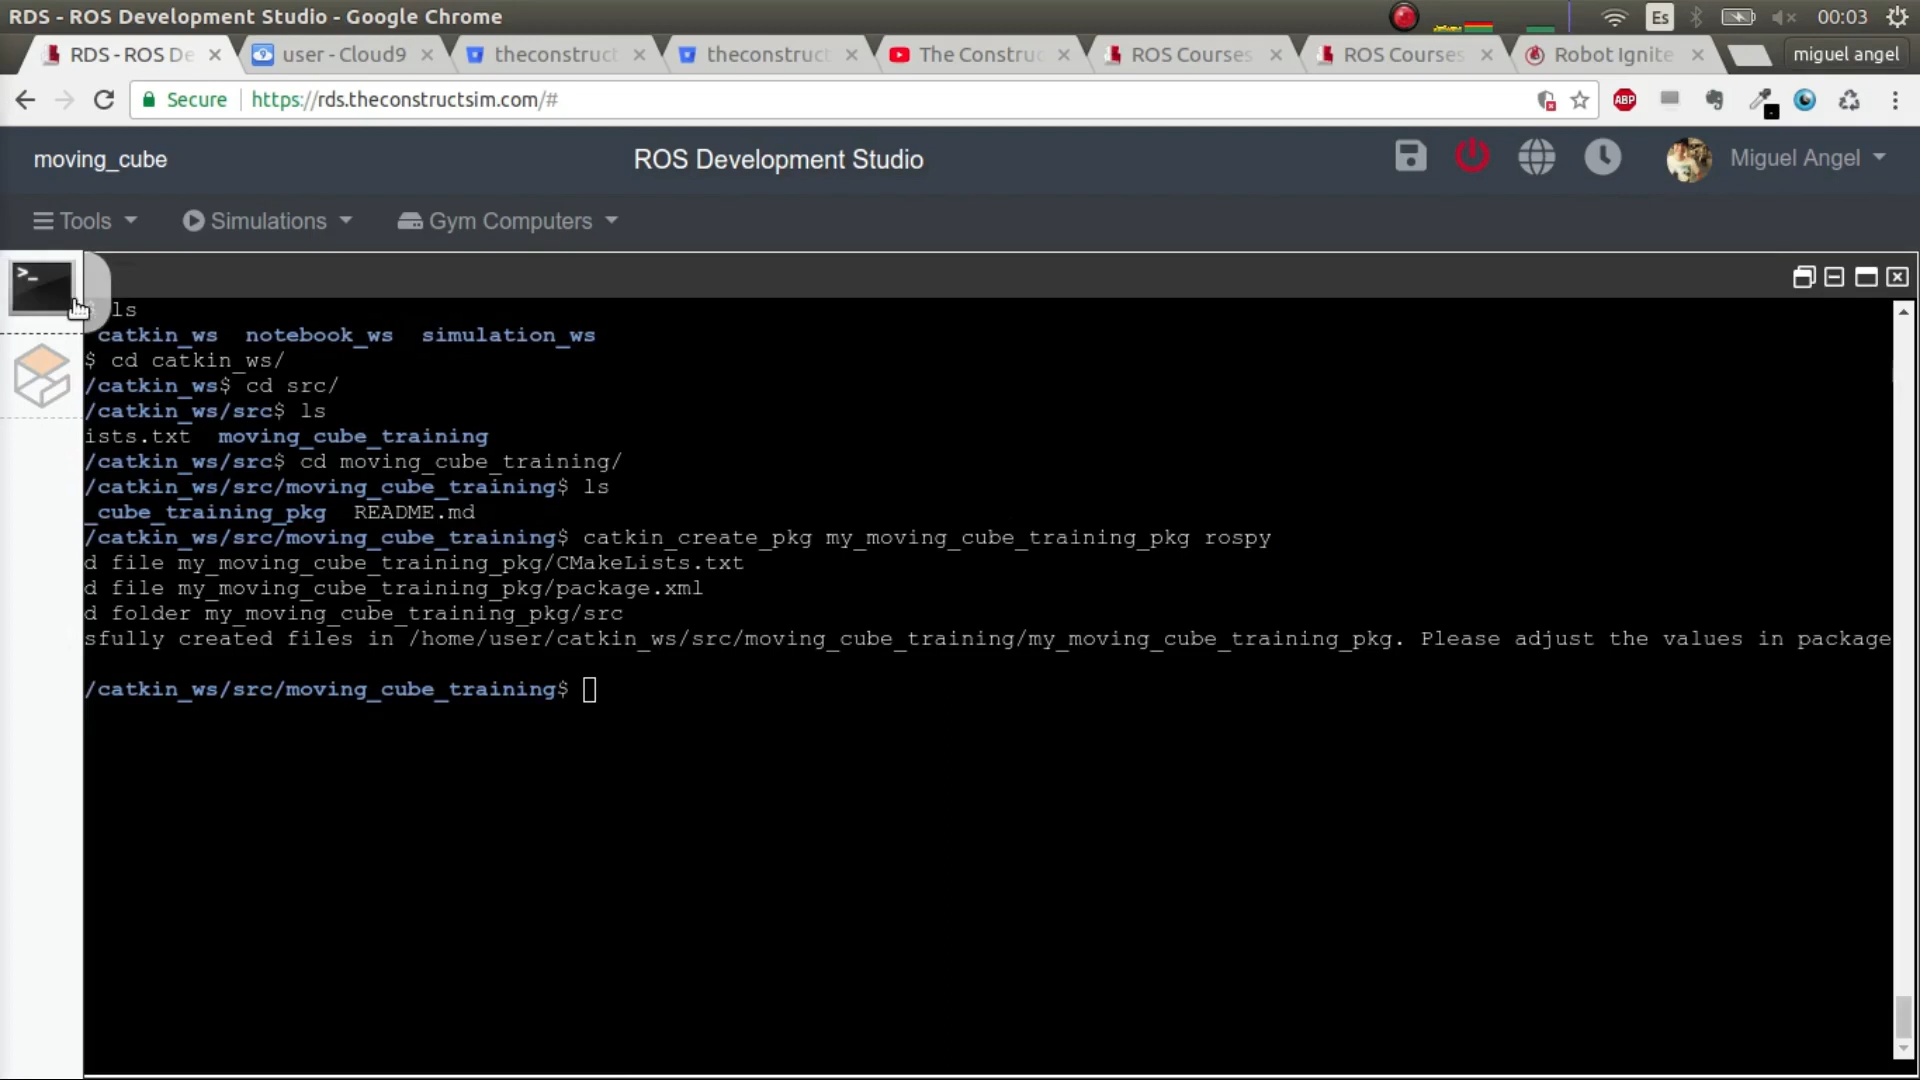 RDS - ROS Development Studio - Google Chrome
Es
00:03
RDS - ROS De
user - Cloud9
theconstruct
theconstruct
The Construc
ROS Courses
ROS Courses
Robot Ignite
miguel angel
Secure
https://rds.theconstructsim.com/#
ABP
moving_cube
ROS Development Studio
Miguel Angel
Tools
Simulations
Gym Computers
>_
ls
catkin_ws notebook_ws simulation_ws
$ cd catkin_ws/
/catkin_ws$ cd src/
/catkin_ws/src$ ls
ists.txt moving_cube_training
/catkin_ws/src$ cd moving_cube_training/
/catkin_ws/src/moving_cube_training$ ls
_cube_training_pkg README.md
/catkin_ws/src/moving_cube_training$ catkin_create_pkg my_moving_cube_training_pkg rospy
d file my_moving_cube_training_pkg/CMakeLists.txt
d file my_moving_cube_training_pkg/package.xml
d folder my_moving_cube_training_pkg/src
sfully created files in /home/user/catkin_ws/src/moving_cube_training/my_moving_cube_training_pkg. Please adjust the values in package
/catkin_ws/src/moving_cube_training$